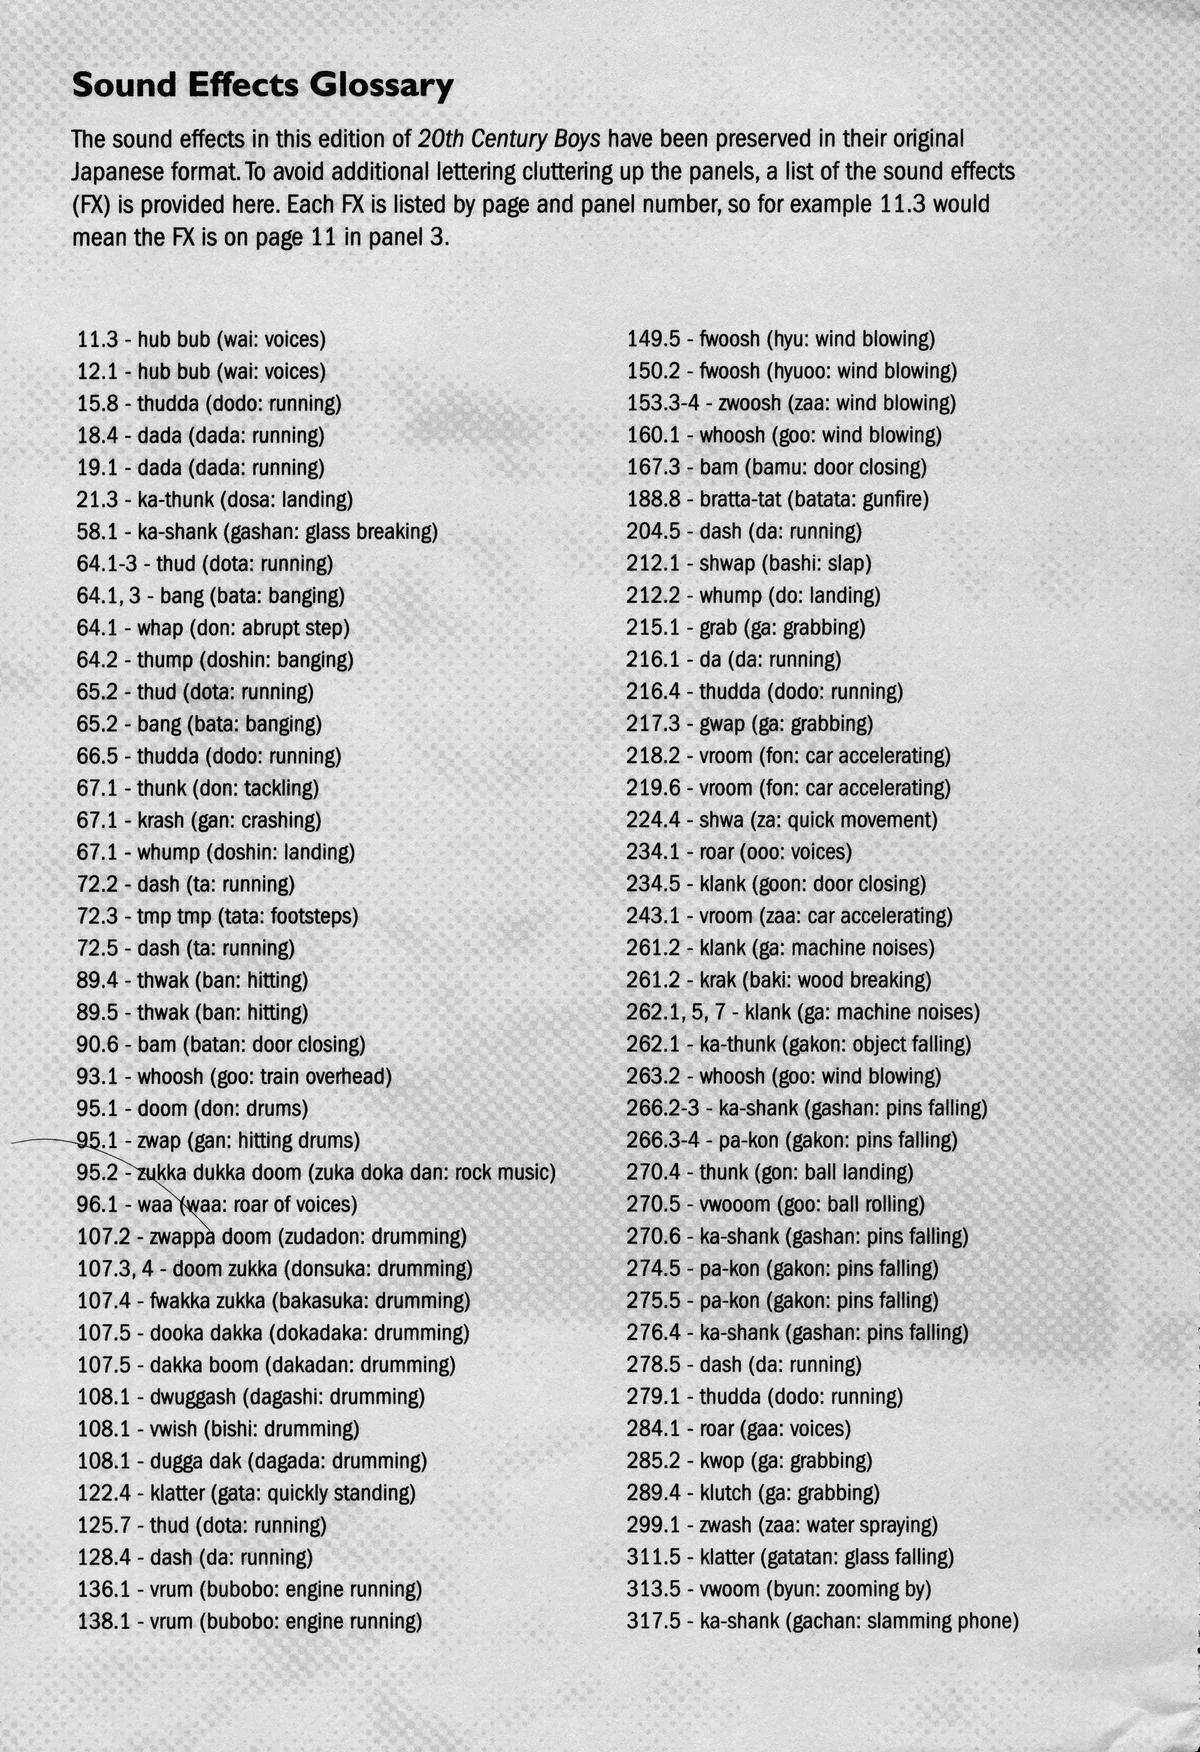 Sound Effects Glossary
The sound effects in this edition of 20th Century Boys have been preserved in their original
Japanese format. To avoid additional lettering cluttering up the panels, a list of the sound effects
(FX) is provided here. Each FX is listed by page and panel number, so for example 11.3 would
mean the FX is on page 11 in panel 3.
11.3 - hub bub (wai: voices)
12.1 - hub bub (wai: voices)
15.8 - thudda (dodo: running)
18.4 - dada (dada: running)
19.1 - dada (dada: running)
21.3 - ka-thunk (dosa: landing)
58.1 - ka-shank (gashan: glass breaking)
64.1-3 - thud (dota: running)
64.1, 3 - bang (bata: banging)
64.1 - whap (don: abrupt step)
64.2 - thump (doshin: banging)
65.2 - thud (dota: running)
65.2 - bang (bata: banging)
66.5 - thudda (dodo: running)
67.1 - thunk (don: tackling)
67.1 - krash (gan: crashing)
67.1 - whump (doshin: landing)
72.2 - dash (ta: running)
72.3 - tmp tmp (tata: footsteps)
72.5 - dash (ta: running)
89.4 - thwak (ban: hitting)
89.5 - thwak (ban: hitting)
90.6 - bam (batan: door closing)
93.1 - whoosh (goo: train overhead)
95.1 - doom (don: drums)
95.1 - zwap (gan: hitting drums)
95.2 - zukka dukka doom (zuka doka dan: rock music)
96.1 - waa (waa: roar of voices)
107.2 - zwappa doom (zudadon: drumming)
107.3, 4 - doom zukka (donsuka: drumming)
107.4 - fwakka zukka (bakasuka: drumming)
107.5 - dooka dakka (dokadaka: drumming)
107.5 - dakka boom (dakadan: drumming)
108.1 - dwuggash (dagashi: drumming)
108.1 - vwish (bishi: drumming)
108.1 - dugga dak (dagada: drumming)
122.4 - klatter (gata: quickly standing)
125.7 - thud (dota: running)
128.4 - dash (da: running)
136.1 - vrum (bubobo: engine running)
138.1 - vrum (bubobo: engine running)
149.5 - fwoosh (hyu: wind blowing)
150.2 - fwoosh (hyuoo: wind blowing)
153.3-4 - zwoosh (zaa: wind blowing)
160.1 - whoosh (goo: wind blowing)
167.3 - bam (bamu: door closing)
188.8 - bratta-tat (batata: gunfire)
204.5 - dash (da: running)
212.1 - shwap (bashi: slap)
212.2 - whump (do: landing)
215.1 - grab (ga: grabbing)
216.1 - da (da: running)
216.4 - thudda (dodo: running)
217.3 - gwap (ga: grabbing)
218.2 - vroom (fon: car accelerating)
219.6 - vroom (fon: car accelerating)
224.4 - shwa (za: quick movement)
234.1 - roar (ooo: voices)
234.5 - klank (goon: door closing)
243.1 - vroom (zaa: car accelerating)
261.2 - klank (ga: machine noises)
261.2 - krak (baki: wood breaking)
262.1, 5, 7 - klank (ga: machine noises)
262.1 - ka-thunk (gakon: object falling)
263.2 - whoosh (goo: wind blowing)
266.2-3 - ka-shank (gashan: pins falling)
266.3-4 - pa-kon (gakon: pins falling)
270.4 - thunk (gon: ball landing)
270.5 - vwooom (goo: ball rolling)
270.6 - ka-shank (gashan: pins falling)
274.5 - pa-kon (gakon: pins falling)
275.5 - pa-kon (gakon: pins falling)
276.4 - ka-shank (gashan: pins falling)
278.5 - dash (da: running)
279.1 - thudda (dodo: running)
284.1 - roar (gaa: voices)
285.2 - kwop (ga: grabbing)
289.4 - klutch (ga: grabbing)
299.1 - zwash (zaa: water spraying)
311.5 - klatter (gatatan: glass falling)
313.5 - vwoom (byun: zooming by)
317.5 - ka-shank (gachan: slamming phone)